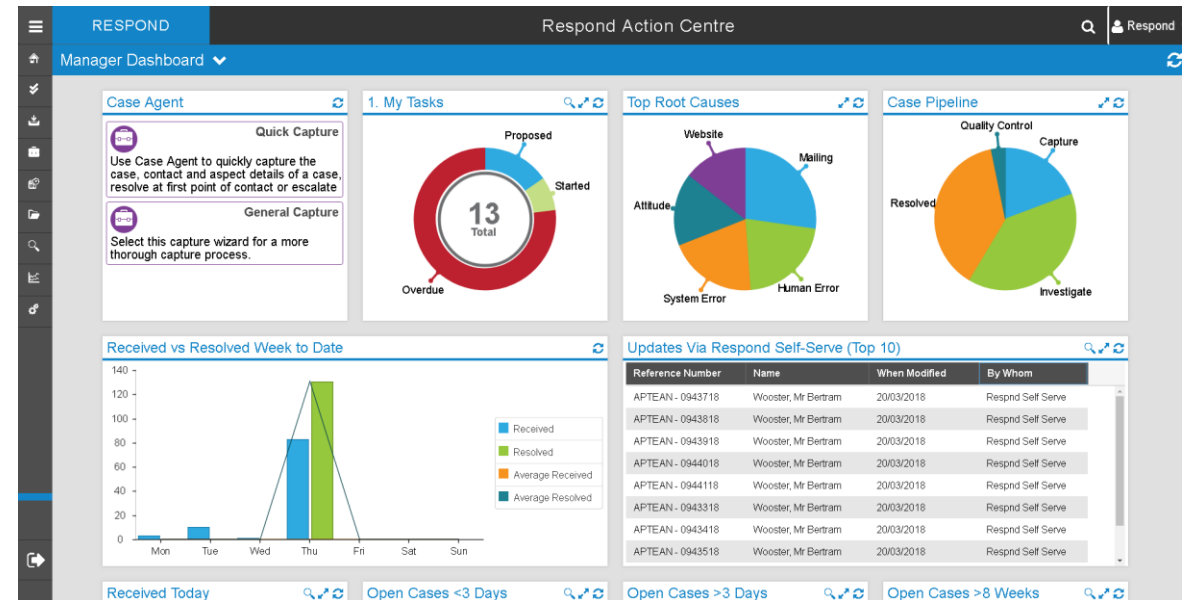 RESPOND
Respond Action Centre
Respond
Manager Dashboard
Case Agent
Quick Capture
Use Case Agent to quickly capture the
case, contact and aspect details of a case,
resolve at first point of contact or escalate
General Capture
Select this capture wizard for a more
thorough capture process.
1. My Tasks
Proposed
Started
13
Total
Overdue
Top Root Causes
Website
Mailing
Attitude
Human Error
System Error
Case Pipeline
Quality Control
Capture
Resolved
Investigate
Received vs Resolved Week to Date
140
120
100
80
60
40
20
0
Mon Tue Wed Thu Fri Sat Sun
Received
Resolved
Average Received
Average Resolved
Updates Via Respond Self-Serve (Top 10)
Reference Number Name When Modified By Whom
APTEAN - 0943718 Wooster, Mr Bertram 20/03/2018 Respnd Self Serve
APTEAN - 0943818 Wooster, Mr Bertram 20/03/2018 Respnd Self Serve
APTEAN - 0943918 Wooster, Mr Bertram 20/03/2018 Respnd Self Serve
APTEAN - 0944018 Wooster, Mr Bertram 20/03/2018 Respnd Self Serve
APTEAN - 0944118 Wooster, Mr Bertram 20/03/2018 Respnd Self Serve
APTEAN - 0943318 Wooster, Mr Bertram 20/03/2018 Respnd Self Serve
APTEAN - 0943418 Wooster, Mr Bertram 20/03/2018 Respnd Self Serve
APTEAN - 0943518 Wooster, Mr Bertram 20/03/2018 Respnd Self Serve
Received Today
Open Cases <3 Days
Open Cases >3 Days
Open Cases >8 Weeks